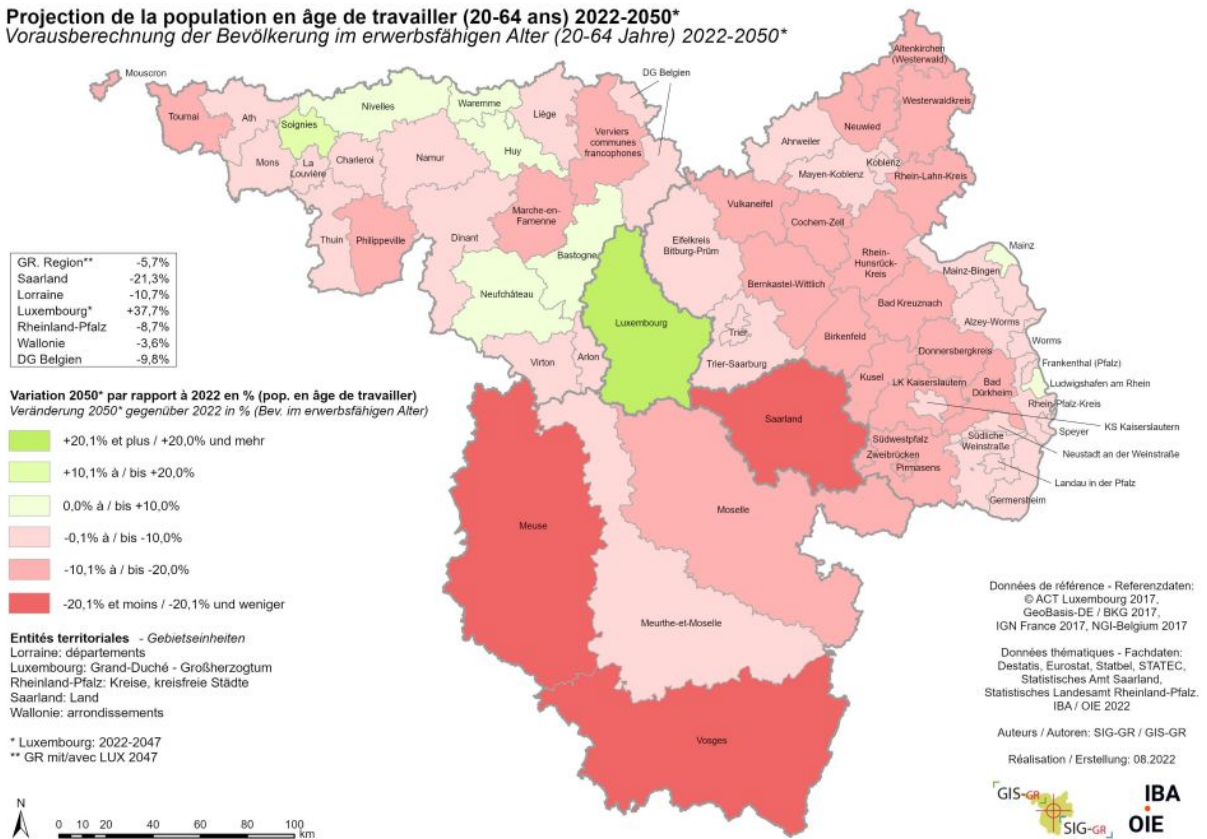 Projection de la population en âge de travailler (20-64 ans) 2022-2050*
Vorausberechnung der Bevölkerung im erwerbsfähigen Alter (20-64 Jahre) 2022-2050*
Mouscron
Tournai
Ath
Soignies
Nivelles
Waremme
Liège
DG Belgien
Mons
La
Louvière
Charleroi
Namur
Huy
Verviers
communes
francophones
Thuin
Philippeville
Dinant
Marche-en-
Famenne
Bastogne
Neufchâteau
Virton
Arlon
Luxembourg
Altenkirchen
(Westerwald)
Westerwaldkreis
Neuwied
Ahrweiler
Koblenz
Mayen-Koblenz
Rhein-Lahn-Kreis
Vulkaneifel
Cochem-Zell
Eifelkreis
Bitburg-Prüm
Rhein-
Hunsrück-
Kreis
Mainz
Mainz-Bingen
Bernkastel-Wittlich
Bad Kreuznach
Alzey-Worms
Trier
Trier-Saarburg
Birkenfeld
Worms
Donnersbergkreis
Frankenthal (Pfalz)
Kusel
LK Kaiserslautern
Bad
Dürkheim
Ludwigshafen am Rhein
Rhein-Pfalz-Kreis
KS Kaiserslautern
Speyer
Saarland
Südwestpfalz
Südliche
Weinstraße
Neustadt an der Weinstraße
Zweibrücken
Pirmasens
Landau in der Pfalz
Germersheim
Meuse
Moselle
Meurthe-et-Moselle
Vosges
GR. Region** -5,7%
Saarland -21,3%
Lorraine -10,7%
Luxembourg* +37,7%
Rheinland-Pfalz -8,7%
Wallonie -3,6%
DG Belgien -9,8%
Variation 2050* par rapport à 2022 en % (pop. en âge de travailler)
Veränderung 2050* gegenüber 2022 in % (Bev. im erwerbsfähigen Alter)
+20,1% et plus / +20,0% und mehr
+10,1% à / bis +20,0%
0,0% à / bis +10,0%
-0,1% à / bis -10,0%
-10,1% à / bis -20,0%
-20,1% et moins / -20,1% und weniger
Entités territoriales - Gebietseinheiten
Lorraine: départements
Luxembourg: Grand-Duché - Großherzogtum
Rheinland-Pfalz: Kreise, kreisfreie Städte
Saarland: Land
Wallonie: arrondissements
* Luxembourg: 2022-2047
** GR mit/avec LUX 2047
N
0 20 40 60 80 100
km
Données de référence - Referenzdaten:
© ACT Luxembourg 2017,
GeoBasis-DE / BKG 2017,
IGN France 2017, NGI-Belgium 2017
Données thématiques - Fachdaten:
Destatis, Eurostat, Statbel, STATEC,
Statistisches Amt Saarland,
Statistisches Landesamt Rheinland-Pfalz.
IBA / OIE 2022
Auteurs / Autoren: SIG-GR / GIS-GR
Réalisation / Erstellung: 08.2022
GIS-GR
SIG-GR
IBA
OIE